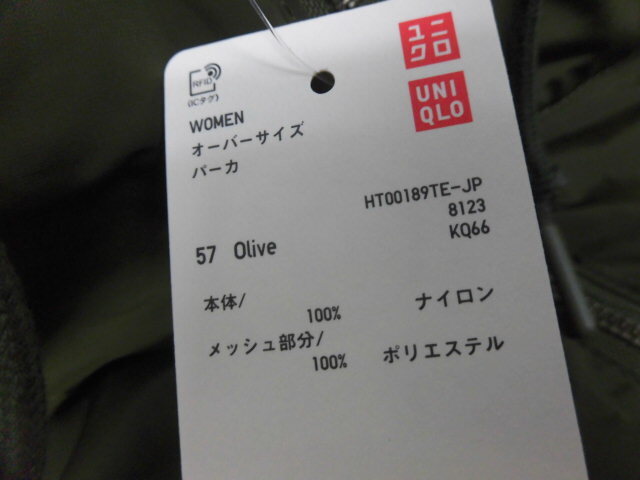 ユニ
クロ
UNI
QLO
RFID
(ICタグ)
WOMEN
オーバーサイズ
パーカ
HT00189TE-JP
8123
KQ66
57 Olive
本体/
100% ナイロン
メッシュ部分/
100% ポリエステル